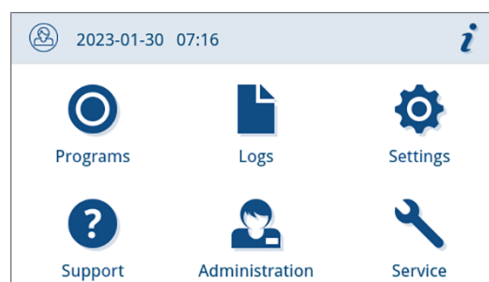 2023-01-30 07:16 i
Programs Logs Settings
?
Support Administration Service